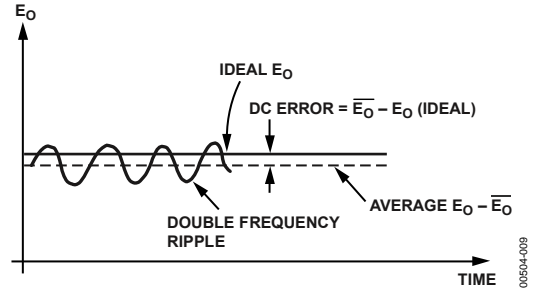 E_O
IDEAL E_O
DC ERROR = E̅_O̅ – E_O (IDEAL)
AVERAGE E_O – E̅_O̅
DOUBLE FREQUENCY
RIPPLE
TIME
00504-009